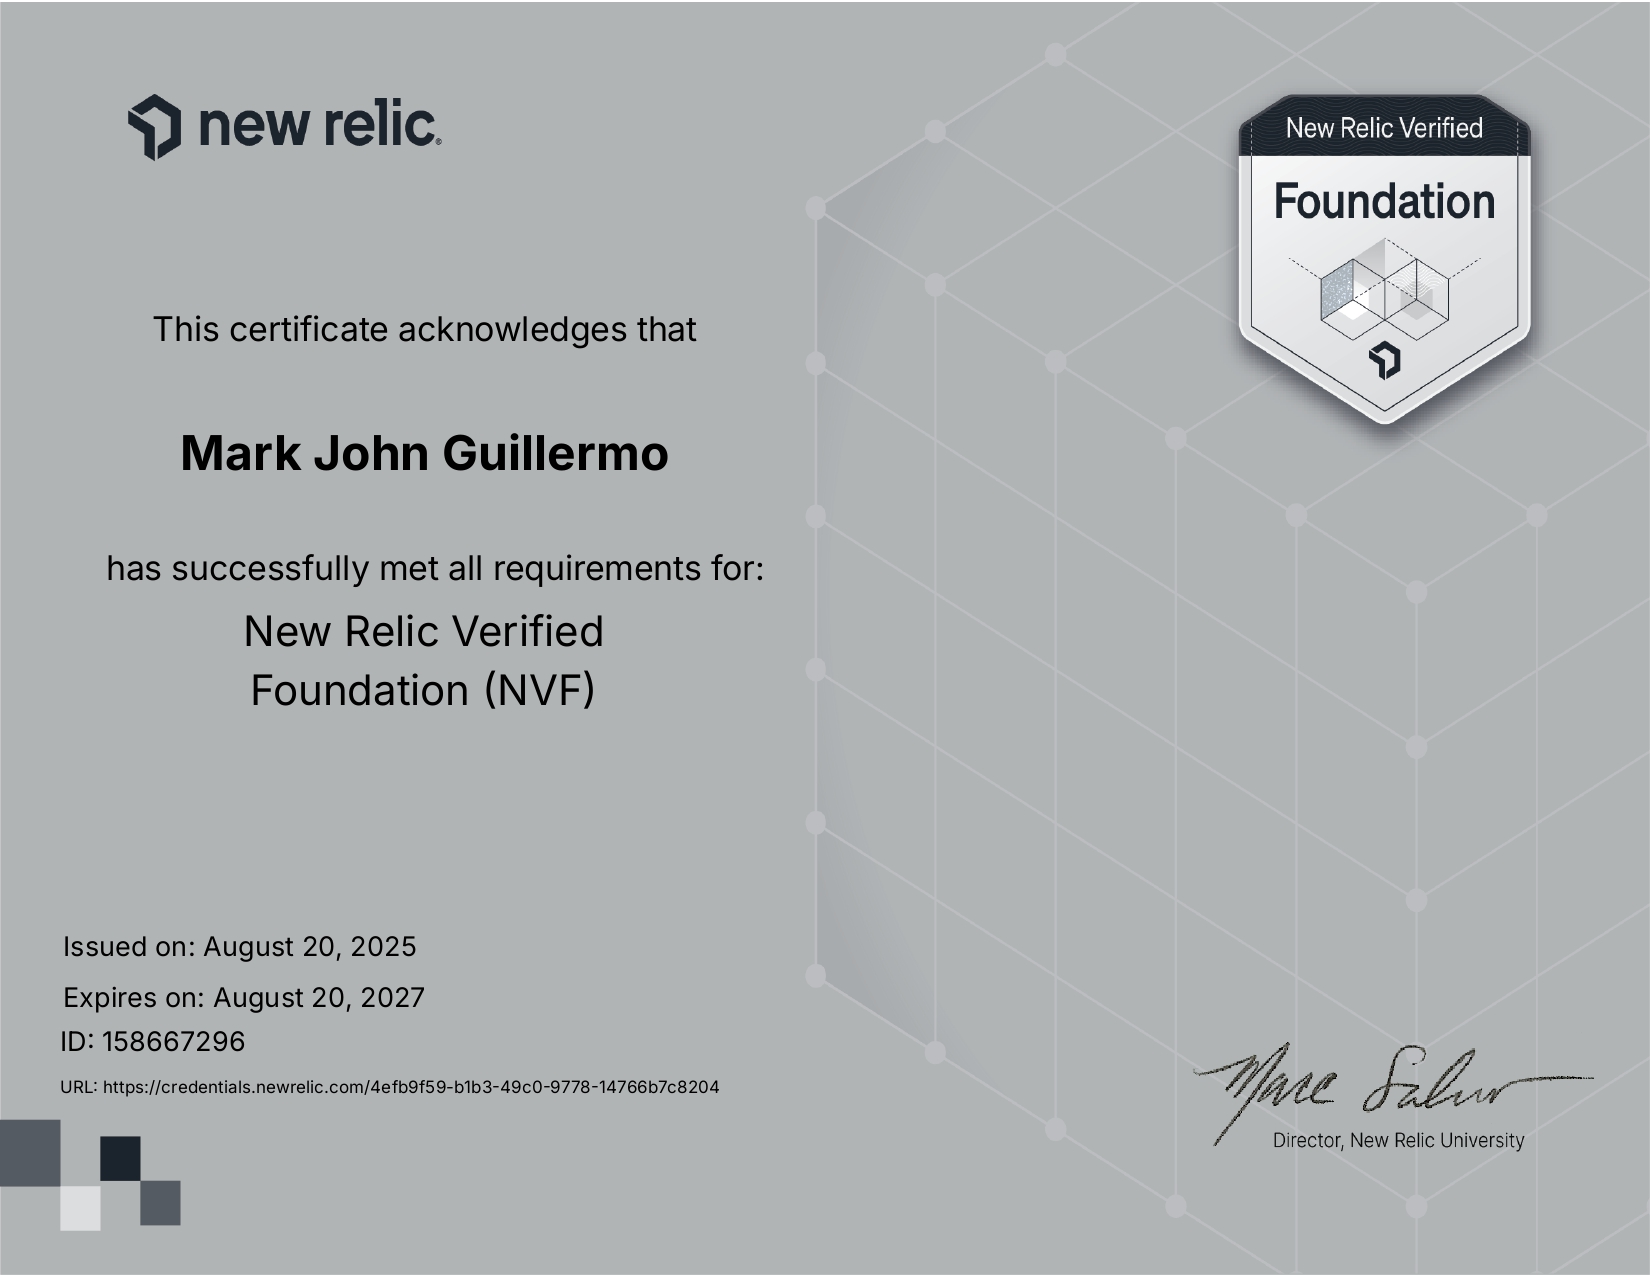 new relic®
New Relic Verified
Foundation
This certificate acknowledges that
Mark John Guillermo
has successfully met all requirements for:
New Relic Verified
Foundation (NVF)
Issued on: August 20, 2025
Expires on: August 20, 2027
ID: 158667296
URL: https://credentials.newrelic.com/4efb9f59-b1b3-49c0-9778-14766b7c8204
Director, New Relic University